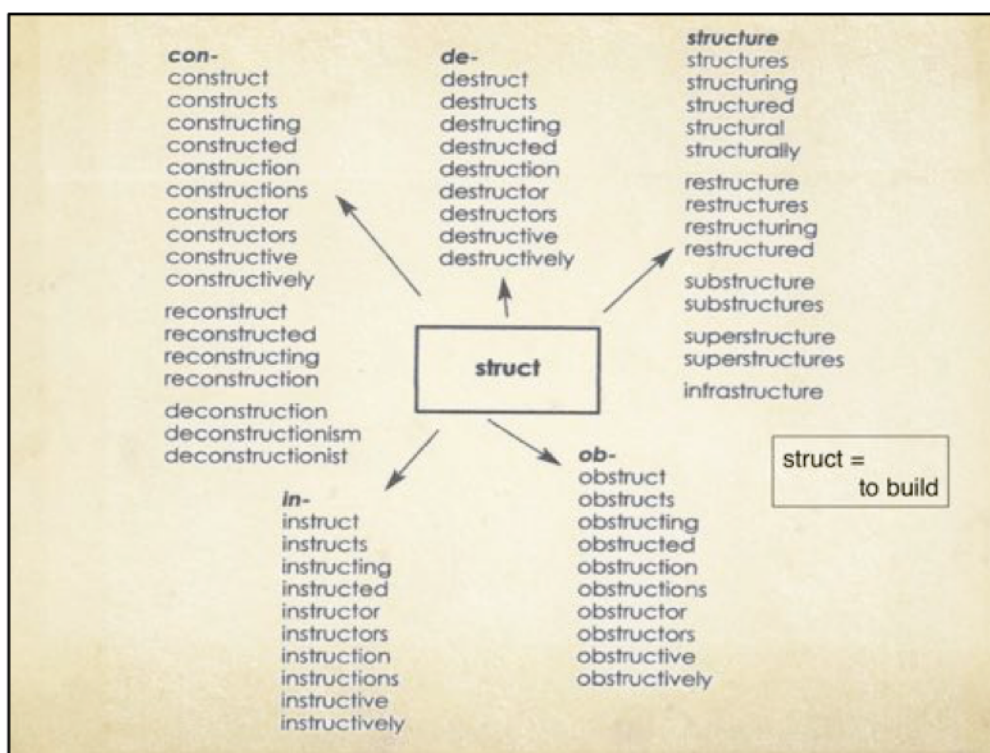 con-
construct
constructs
constructing
constructed
construction
constructions
constructor
constructors
constructive
constructively
reconstruct
reconstructed
reconstructing
reconstruction
deconstruction
deconstructionism
deconstructionist
de-
destruct
destructs
destructing
destructed
destruction
destructor
destructors
destructive
destructively
structure
structures
structuring
structured
structural
structurally
restructure
restructures
restructuring
restructured
substructure
substructures
superstructure
superstructures
infrastructure
struct
in-
instruct
instructs
instructing
instructed
instructor
instructors
instruction
instructions
instructive
instructively
ob-
obstruct
obstructs
obstructing
obstructed
obstruction
obstructions
obstructor
obstructors
obstructive
obstructively
struct =
to build